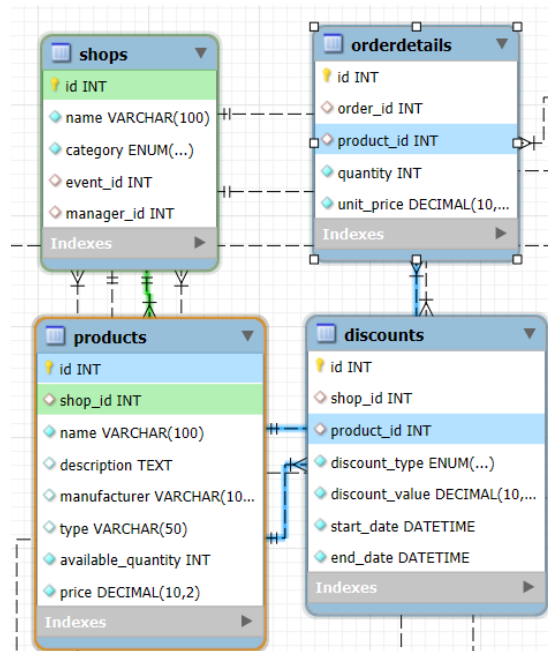 shops
id INT
name VARCHAR(100)
category ENUM(...)
event_id INT
manager_id INT
Indexes
orderdetails
id INT
order_id INT
product_id INT
quantity INT
unit_price DECIMAL(10,...
Indexes
products
id INT
shop_id INT
name VARCHAR(100)
description TEXT
manufacturer VARCHAR(10...
type VARCHAR(50)
available_quantity INT
price DECIMAL(10,2)
Indexes
discounts
id INT
shop_id INT
product_id INT
discount_type ENUM(...)
discount_value DECIMAL(10,...
start_date DATETIME
end_date DATETIME
Indexes